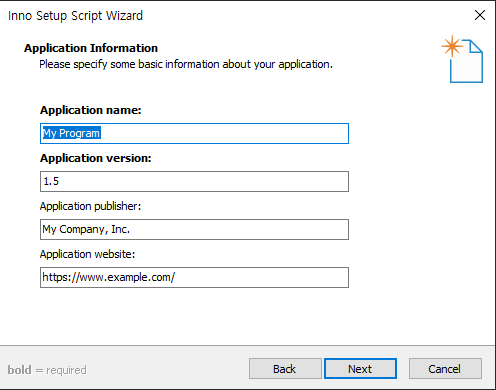 Inno Setup Script Wizard
Application Information
Please specify some basic information about your application.
Application name:
My Program
Application version:
1.5
Application publisher:
My Company, Inc.
Application website:
https://www.example.com/
bold = required
Back
Next
Cancel